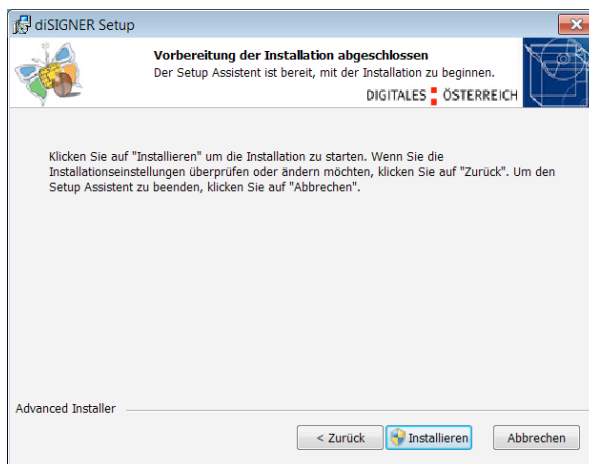 diSIGNER Setup
Vorbereitung der Installation abgeschlossen
Der Setup Assistent ist bereit, mit der Installation zu beginnen.
DIGITALES ÖSTERREICH
Klicken Sie auf "Installieren" um die Installation zu starten. Wenn Sie die
Installationseinstellungen überprüfen oder ändern möchten, klicken Sie auf "Zurück". Um den
Setup Assistent zu beenden, klicken Sie auf "Abbrechen".
Advanced Installer
< Zurück Installieren Abbrechen